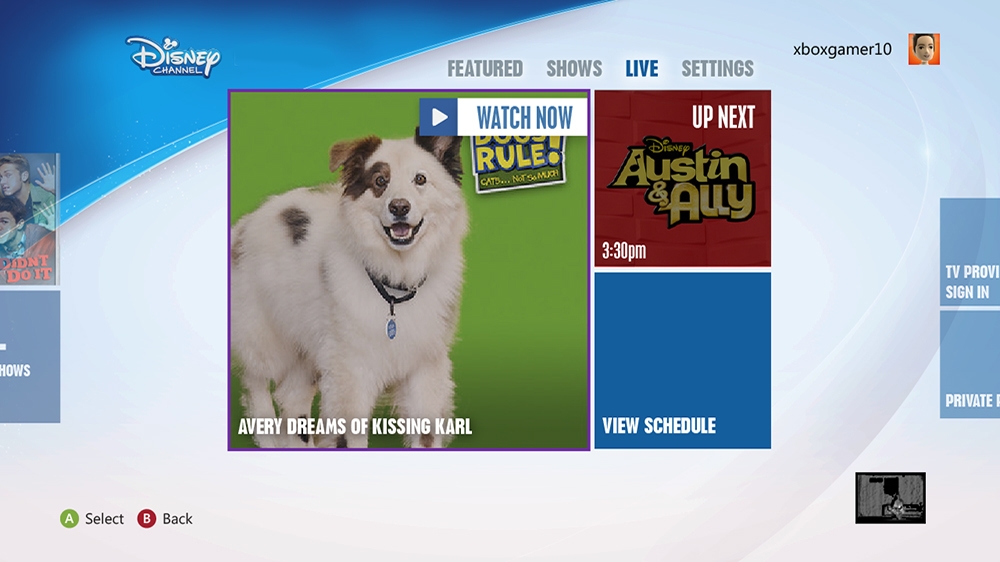 Disney
CHANNEL
xboxgamer10
FEATURED SHOWS LIVE SETTINGS
WATCH NOW
RULE!
CATS... NOT SO MUCH
UP NEXT
Disney
Austin
& Ally
3:30pm
DIDN'T
DO IT
HOWS
TV PROVI
SIGN IN
PRIVATE P
AVERY DREAMS OF KISSING KARL
VIEW SCHEDULE
A Select B Back